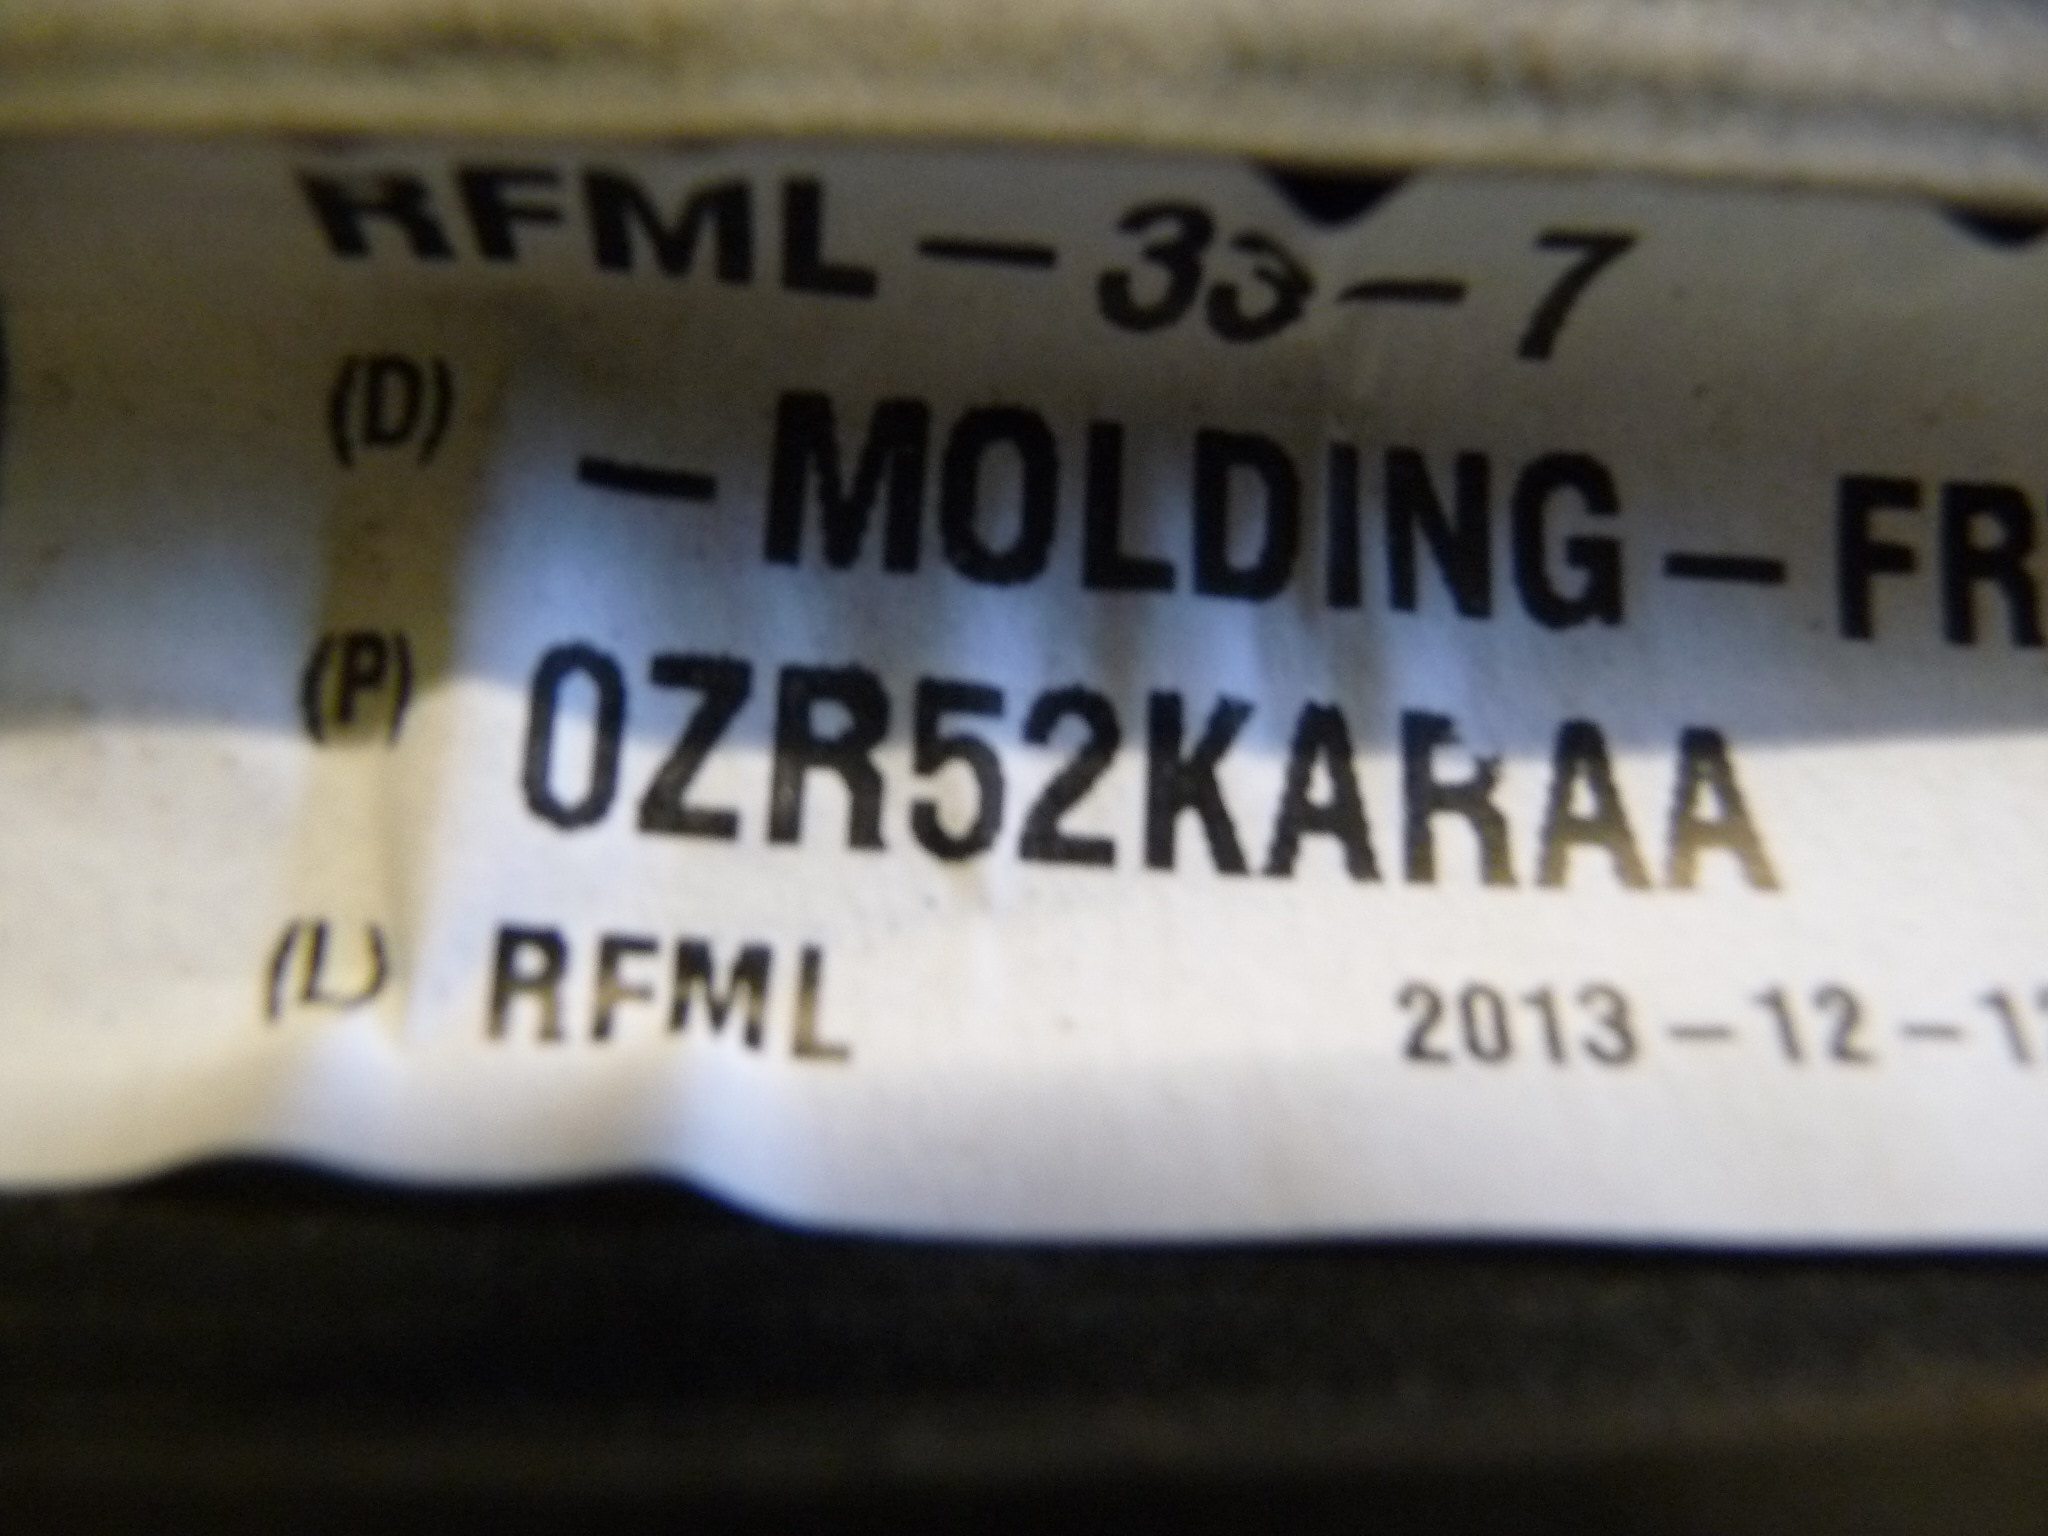 RFML-33-7
(D) -MOLDING-FR
(P) 0ZR52KARAA
(L) RFML 2013-12-1